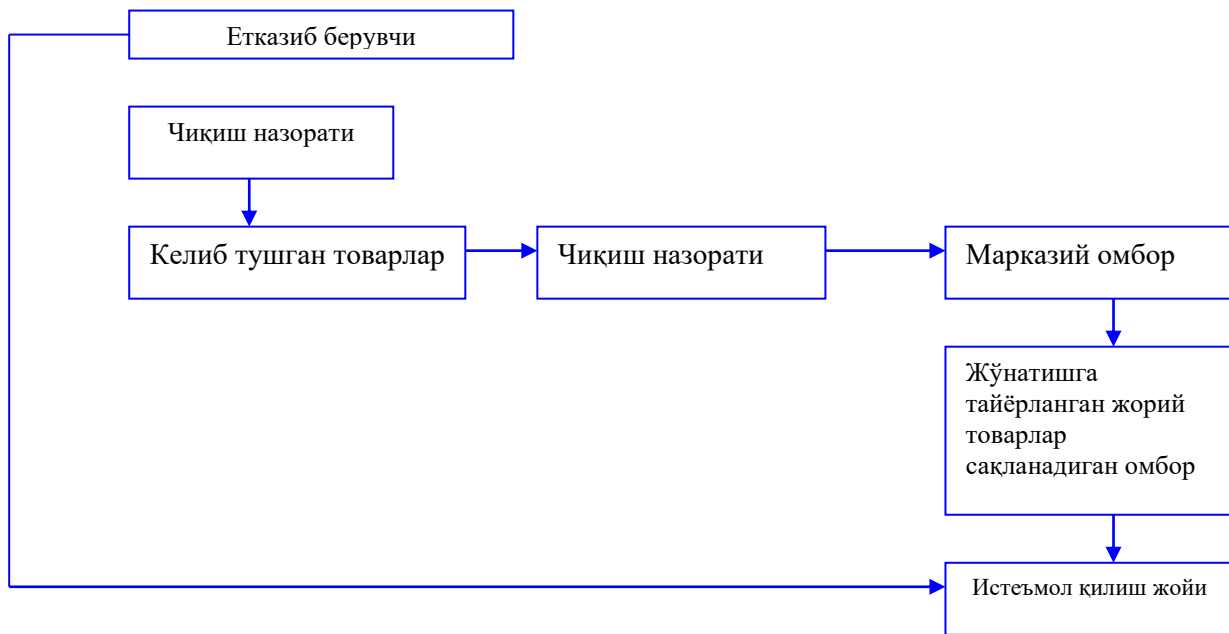 Етказиб берувчи
Чиқиш назорати
Келиб тушган товарлар
Чиқиш назорати
Марказий омбор
Жўнатишга
тайёрланган жорий
товарлар
сақланадиган омбор
Истеъмол қилиш жойи